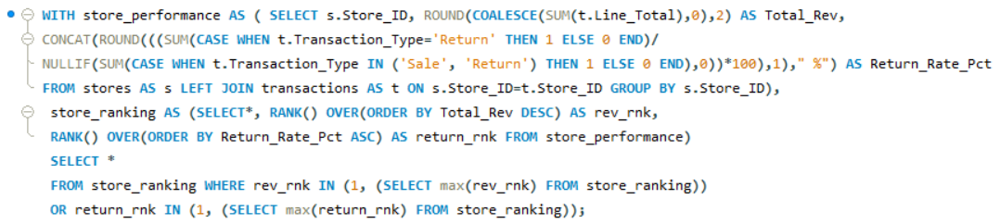 WITH store_performance AS ( SELECT s.Store_ID, ROUND(COALESCE(SUM(t.Line_Total),0),2) AS Total_Rev,
CONCAT(ROUND(((SUM(CASE WHEN t.Transaction_Type='Return' THEN 1 ELSE 0 END)/
NULLIF(SUM(CASE WHEN t.Transaction_Type IN ('Sale', 'Return') THEN 1 ELSE 0 END),0))*100),1)," %") AS Return_Rate_Pct
FROM stores AS s LEFT JOIN transactions AS t ON s.Store_ID=t.Store_ID GROUP BY s.Store_ID),
store_ranking AS (SELECT*, RANK() OVER(ORDER BY Total_Rev DESC) AS rev_rnk,
RANK() OVER(ORDER BY Return_Rate_Pct ASC) AS return_rnk FROM store_performance)
SELECT *
FROM store_ranking WHERE rev_rnk IN (1, (SELECT max(rev_rnk) FROM store_ranking))
OR return_rnk IN (1, (SELECT max(return_rnk) FROM store_ranking));